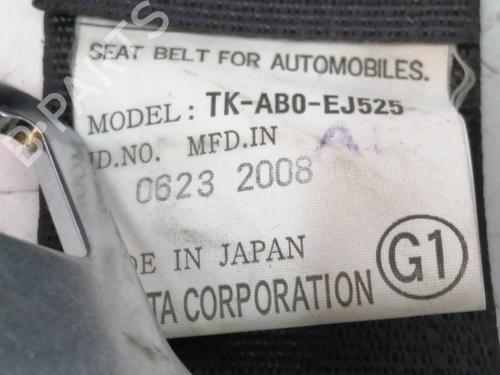 SEAT BELT FOR AUTOMOBILES.
MODEL: TK-AB0-EJ525
ID.NO. MFD.IN
0623 2008
DE IN JAPAN
TA CORPORATION
G1
B-PARTS